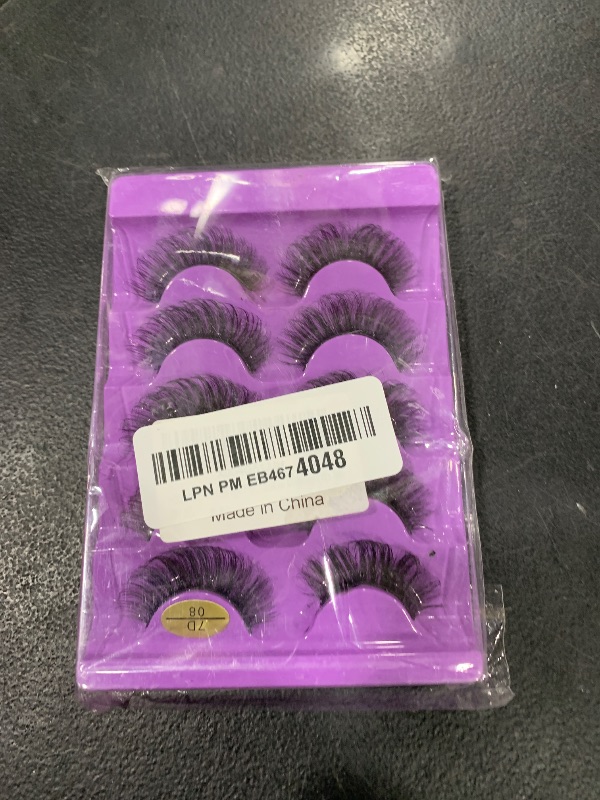 LPN PM EB4674048
Made in China
7D
08